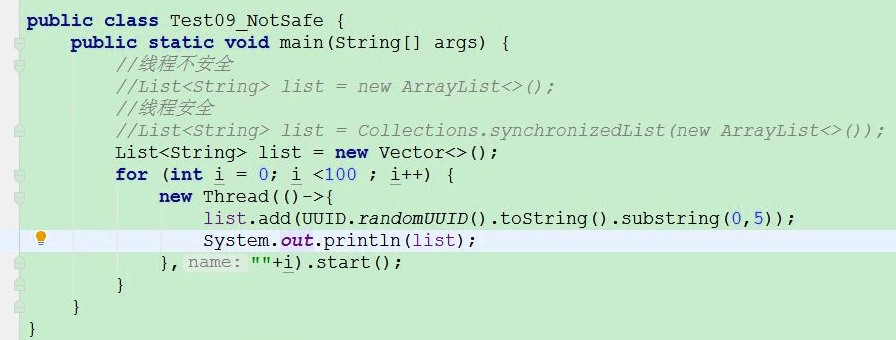 public class Test09_NotSafe {
    public static void main(String[] args) {
        //线程不安全
        //List<String> list = new ArrayList<>();
        //线程安全
        //List<String> list = Collections.synchronizedList(new ArrayList<>());
        List<String> list = new Vector<>();
        for (int i = 0; i <100 ; i++) {
            new Thread(()->{
                list.add(UUID.randomUUID().toString().substring(0,5));
                System.out.println(list);
            }, name: ""+i).start();
        }
    }
}